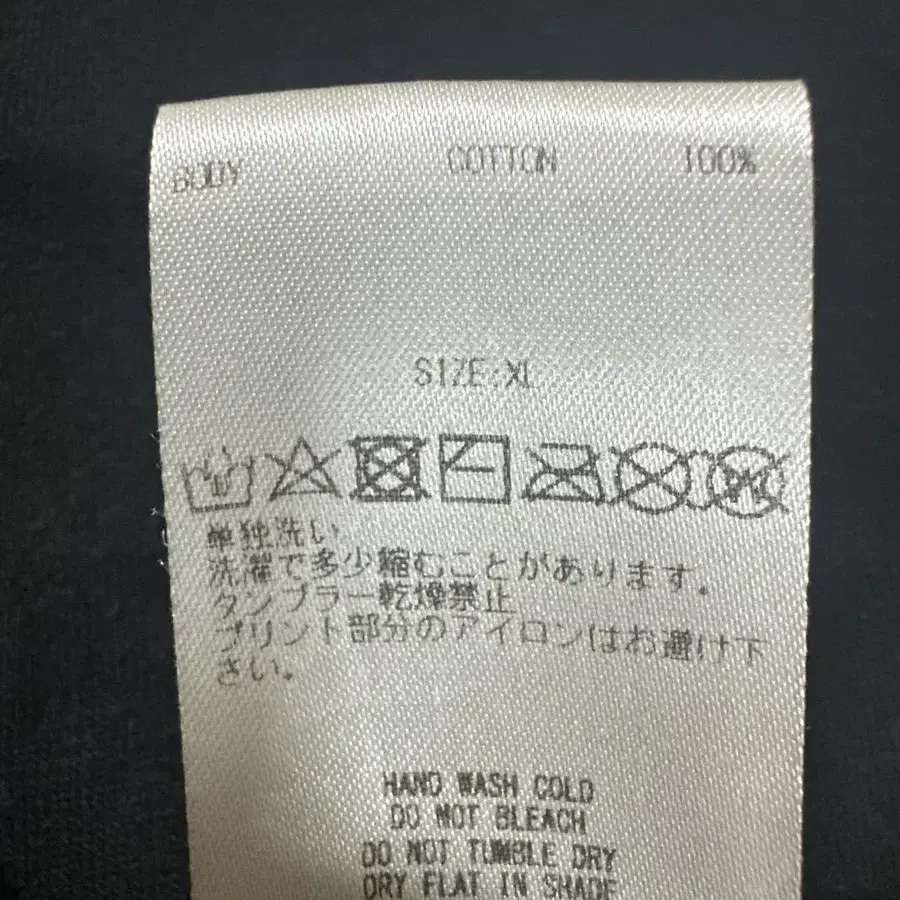 BODY COTTON 100%
SIZE:XL
単独洗い
洗濯で多少縮むことがあります。
タンブラー乾燥禁止
プリント部分のアイロンはお避け下
さい。
HAND WASH COLD
DO NOT BLEACH
DO NOT TUMBLE DRY
DRY FLAT IN SHADE